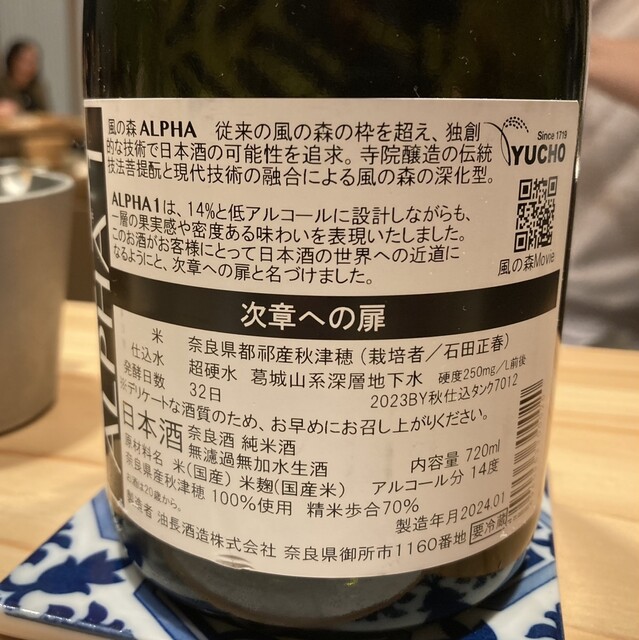 風の森 ALPHA 従来の風の森の枠を超え、独創
的な技術で日本酒の可能性を追求。寺院醸造の伝統
技法菩提酛と現代技術の融合による風の森の深化型。
Since 1719
YUCHO
ALPHA1は、14%と低アルコールに設計しながらも、
一層の果実感や密度ある味わいを表現いたしました。
このお酒がお客様にとって日本酒の世界への近道に
なるようにと、次章への扉と名づけました。
風の森Movie
ALPHA 1
次章への扉
米 奈良県都祁産秋津穂(栽培者/石田正春)
仕込水 超硬水 葛城山系深層地下水 硬度250mg/L前後
発酵日数 32日 2023BY秋仕込タンク7012
※デリケートな酒質のため、お早めにお召し上がりください。
日本酒 奈良酒 純米酒
無濾過無加水生酒 内容量 720ml
原材料名 米(国産) 米麹(国産米) アルコール分 14度
奈良県産秋津穂 100%使用 精米歩合70%
お酒は20歳から。 製造年月2024.01
製造者 油長酒造株式会社 奈良県御所市1160番地 要冷蔵